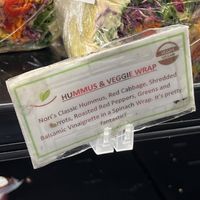 HUMMUS & VEGGIE WRAP
Nori's Classic Hummus, Red Cabbage, Shredded
Carrots, Roasted Red Peppers, Greens and
Balsamic Vinaigrette in a Spinach Wrap. It's pretty
fantastic!